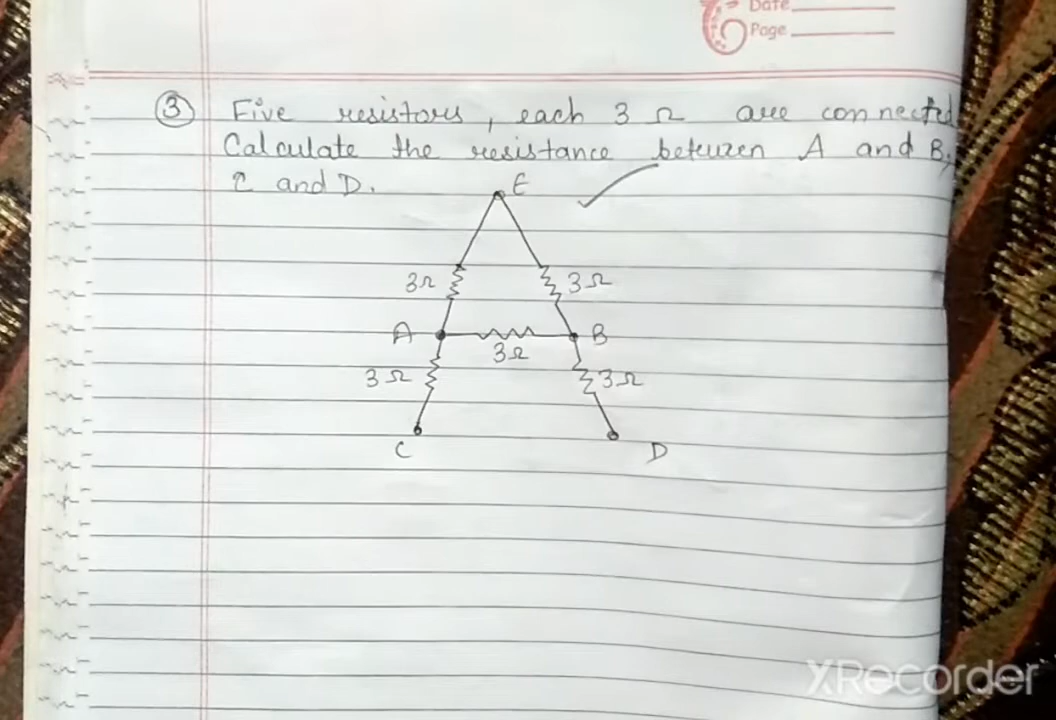 Date
Page
③ Five resistors, each 3 Ω are connected
Calculate the resistance between A and B,
C and D.
E
3Ω 3Ω
A B
3Ω
3Ω 3Ω
C D
XRecorder